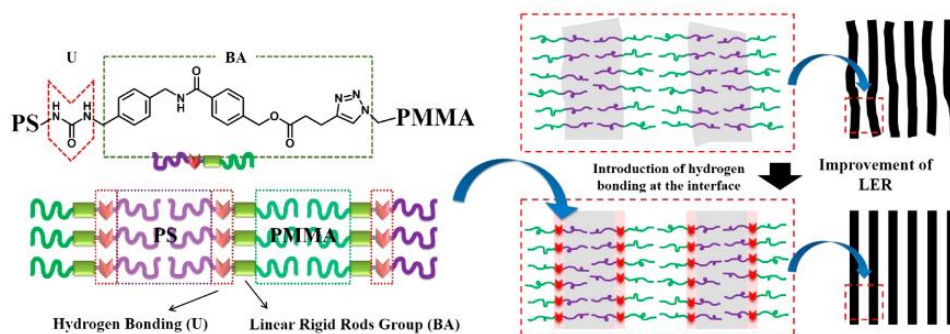 U
BA
PS
H
N
H
N
O
N
H
O
O
O
N=N
N
PMMA
PS
PMMA
Hydrogen Bonding (U)
Linear Rigid Rods Group (BA)
Introduction of hydrogen
bonding at the interface
Improvement of
LER